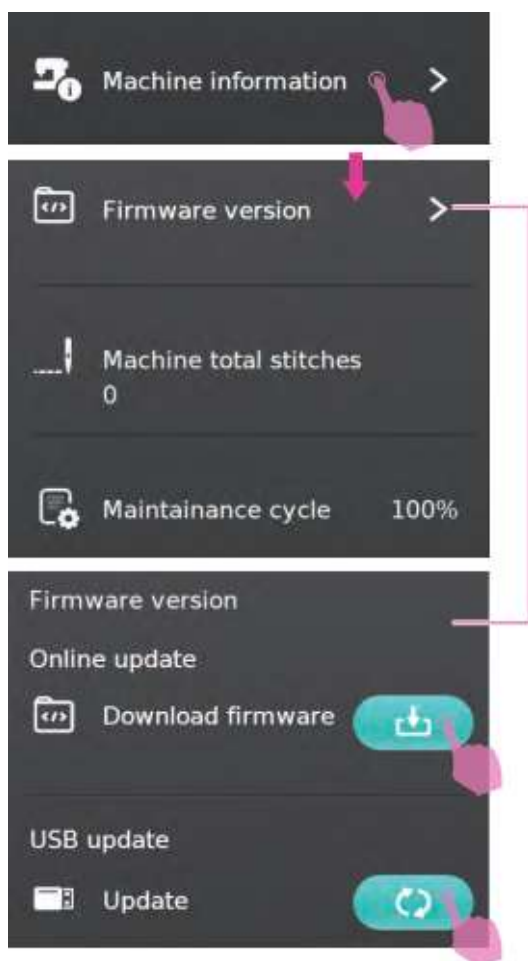 Machine information
Firmware version
Machine total stitches
0
Maintainance cycle 100%
Firmware version
Online update
Download firmware
USB update
Update